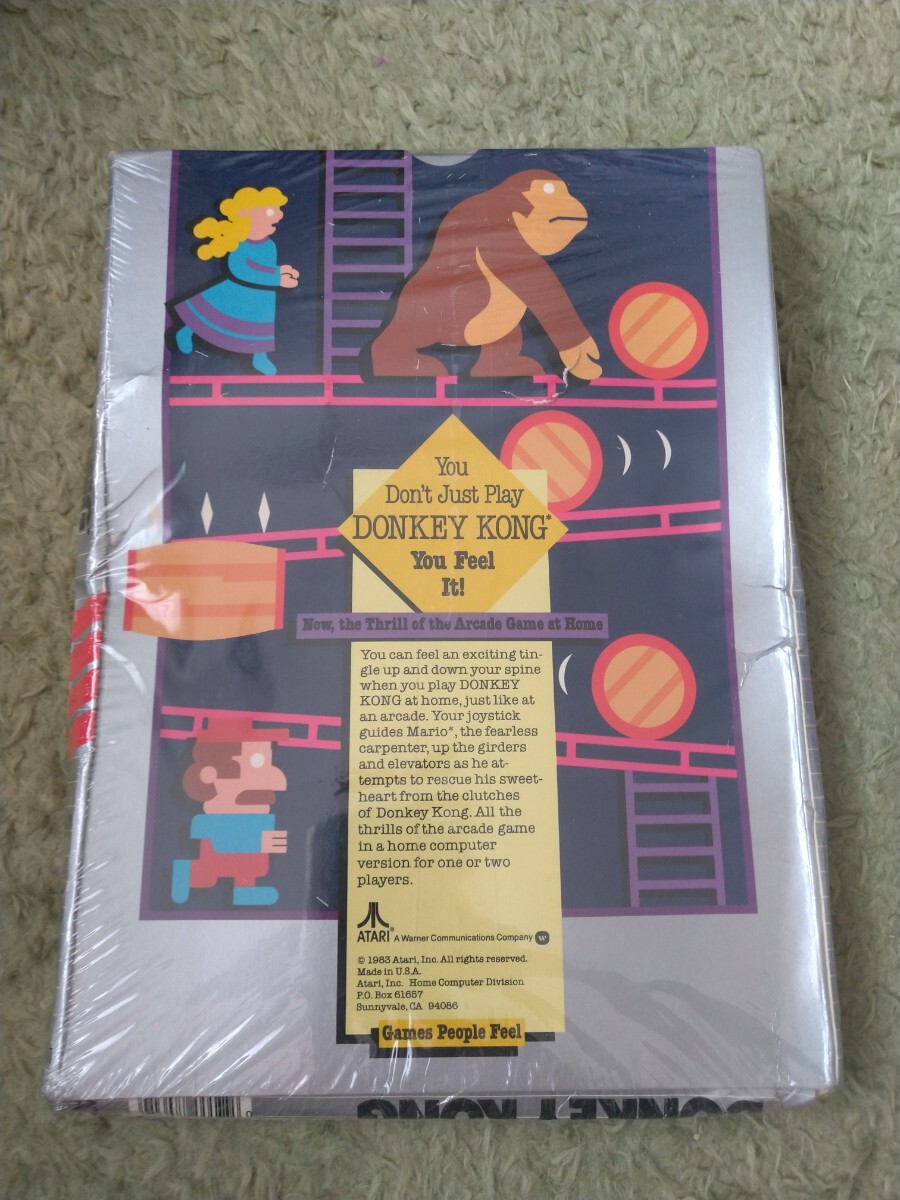 You
Don't Just Play
DONKEY KONG*
You Feel
It!
Now, the Thrill of the Arcade Game at Home
You can feel an exciting tin-
gle up and down your spine
when you play DONKEY
KONG at home, just like at
an arcade. Your joystick
guides Mario*, the fearless
carpenter, up the girders
and elevators as he at-
tempts to rescue his sweet-
heart from the clutches
of Donkey Kong. All the
thrills of the arcade game
in a home computer
version for one or two
players.
ATARI® A Warner Communications Company
© 1983 Atari, Inc. All rights reserved.
Made in U.S.A.
Atari, Inc. Home Computer Division
P.O. Box 61657
Sunnyvale, CA 94086
Games People Feel
DONKEY KONG